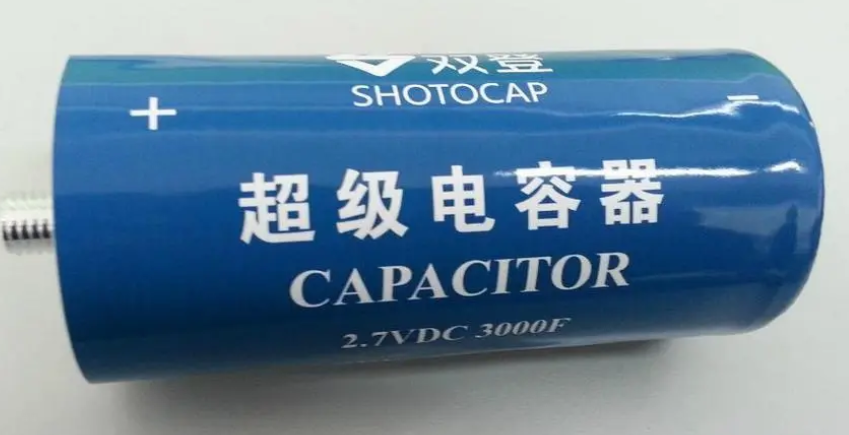 双登
SHOTOCAP
+ -
超级电容器
CAPACITOR
2.7VDC 3000F